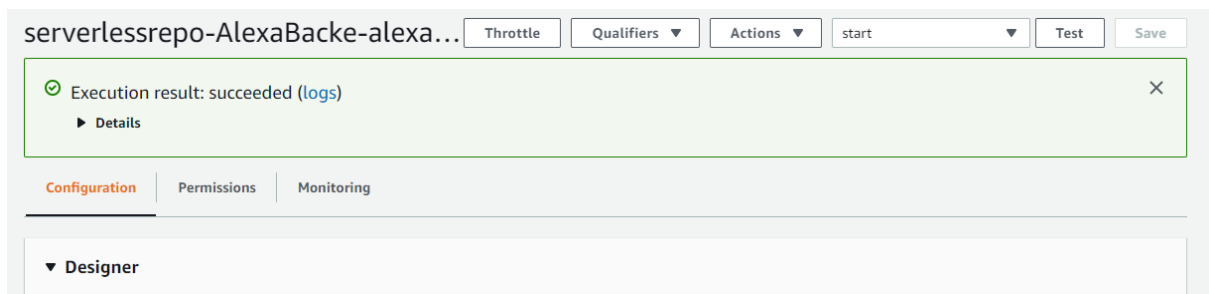 serverlessrepo-AlexaBacke-alexa... Throttle Qualifiers Actions start Test Save
Execution result: succeeded (logs)
Details
Configuration Permissions Monitoring
Designer